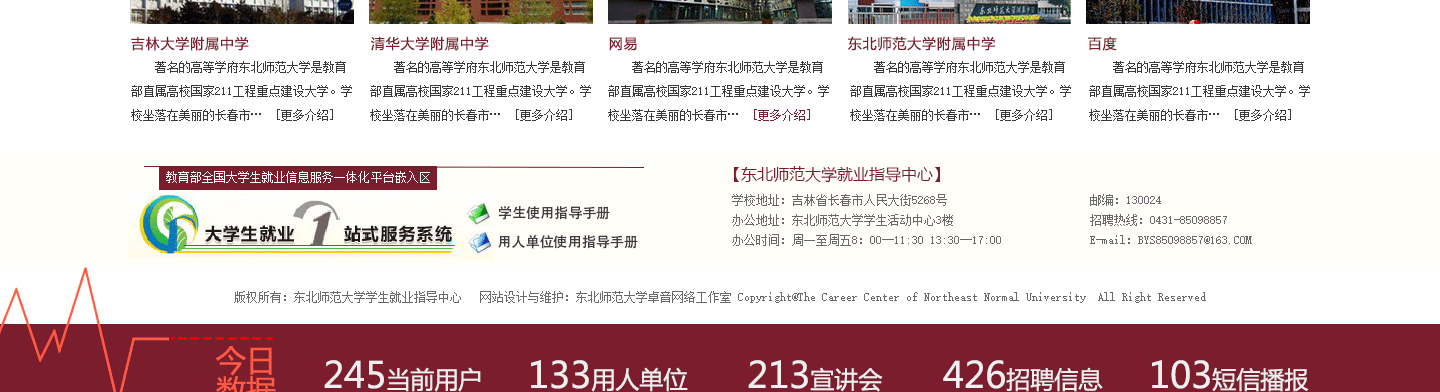 东北师范大学附属中学
吉林大学附属中学
著名的高等学府东北师范大学是教育
部直属高校国家211工程重点建设大学。学
校坐落在美丽的长春市… [更多介绍]
清华大学附属中学
著名的高等学府东北师范大学是教育
部直属高校国家211工程重点建设大学。学
校坐落在美丽的长春市… [更多介绍]
网易
著名的高等学府东北师范大学是教育
部直属高校国家211工程重点建设大学。学
校坐落在美丽的长春市… [更多介绍]
东北师范大学附属中学
著名的高等学府东北师范大学是教育
部直属高校国家211工程重点建设大学。学
校坐落在美丽的长春市… [更多介绍]
百度
著名的高等学府东北师范大学是教育
部直属高校国家211工程重点建设大学。学
校坐落在美丽的长春市… [更多介绍]
教育部全国大学生就业信息服务一体化平台嵌入区
大学生就业1站式服务系统
学生使用指导手册
用人单位使用指导手册
【东北师范大学就业指导中心】
学校地址：吉林省长春市人民大街5268号
办公地址：东北师范大学学生活动中心3楼
办公时间：周一至周五8：00—11:30 13:30—17:00
邮编：130024
招聘热线：0431-85098857
E-mail：BYS85098857@163.COM
版权所有：东北师范大学学生就业指导中心 网站设计与维护：东北师范大学卓音网络工作室 Copyright@The Career Center of Northeast Normal University All Right Reserved
今日
数据
245当前用户
133用人单位
213宣讲会
426招聘信息
103短信播报